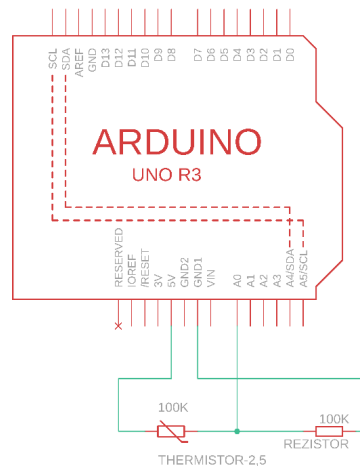 SCL
SDA
AREF
GND
D13
D12
D11
D10
D9
D8
D7
D6
D5
D4
D3
D2
D1
D0
ARDUINO
UNO R3
RESERVED
IOREF
/RESET
3V
5V
GND2
GND1
VIN
A0
A1
A2
A3
A4/SDA
A5/SCL
100K
THERMISTOR-2,5
100K
REZISTOR